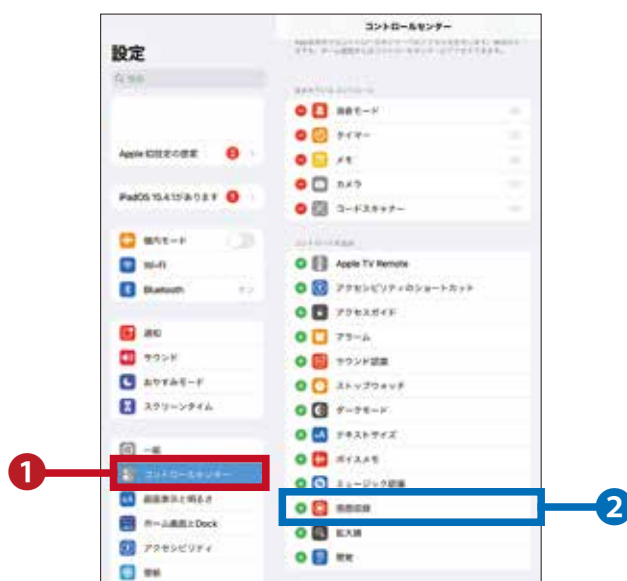 コントロールセンター
設定
Apple ID設定の提案
iPadOS 15.4.1があります
機内モード
Wi-Fi
Bluetooth
オン
通知
サウンド
おやすみモード
スクリーンタイム
一般
コントロールセンター
画面表示と明るさ
ホーム画面とDock
アクセシビリティ
壁紙
1
消音モード
タイマー
メモ
カメラ
コードスキャナー
Apple TV Remote
アクセシビリティのショートカット
アクセスガイド
アラーム
サウンド認識
ストップウォッチ
ダークモード
テキストサイズ
ボイスメモ
ミュージック認識
画面収録
拡大鏡
聴覚
2